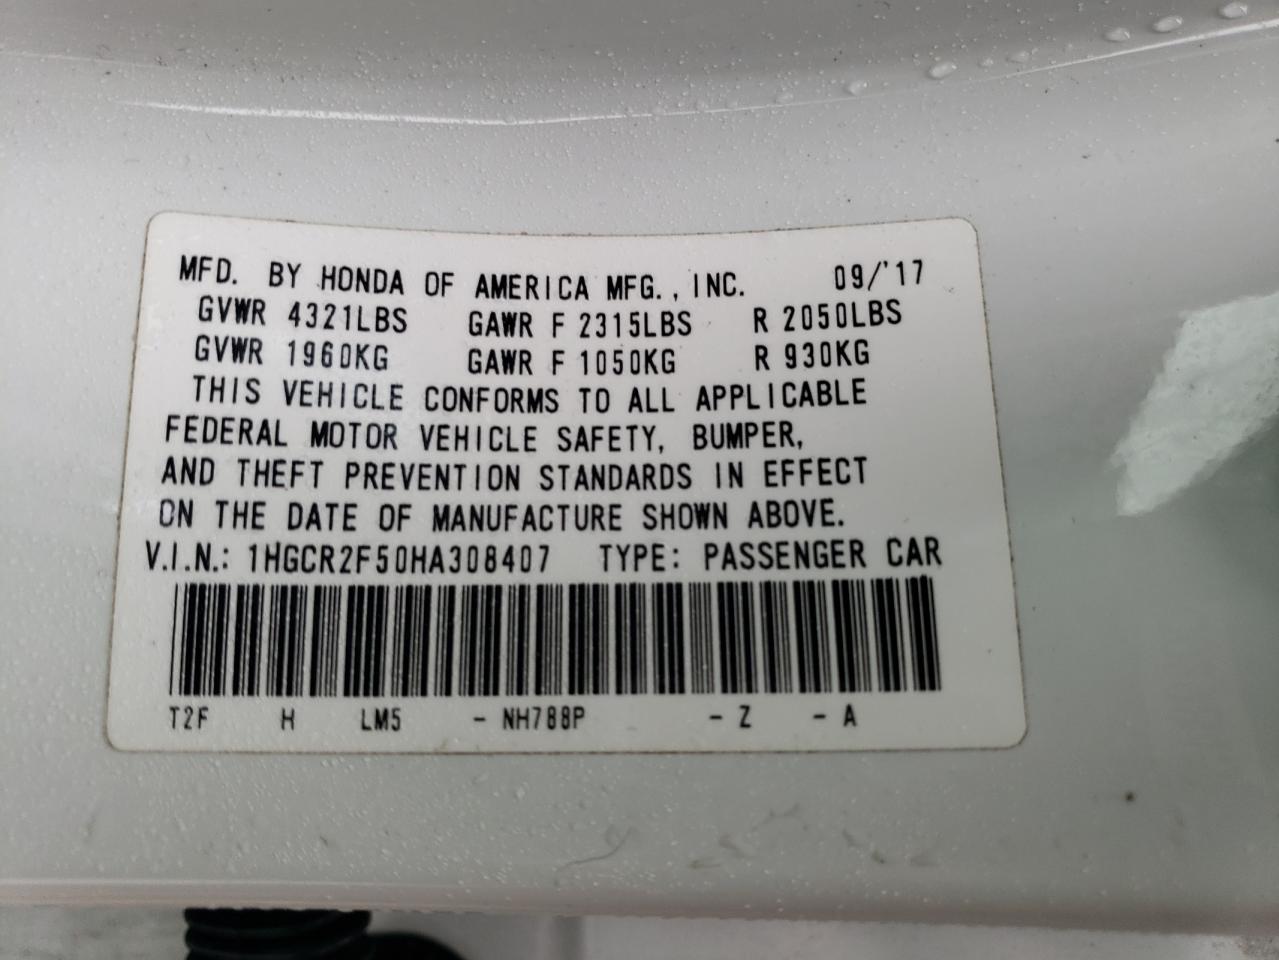 MFD. BY HONDA OF AMERICA MFG., INC. 09/'17
GVWR 4321LBS GAWR F 2315LBS R 2050LBS
GVWR 1960KG GAWR F 1050KG R 930KG
THIS VEHICLE CONFORMS TO ALL APPLICABLE
FEDERAL MOTOR VEHICLE SAFETY, BUMPER,
AND THEFT PREVENTION STANDARDS IN EFFECT
ON THE DATE OF MANUFACTURE SHOWN ABOVE.
V.I.N.: 1HGCR2F50HA308407 TYPE: PASSENGER CAR
T2F H LM5 - NH788P - Z - A